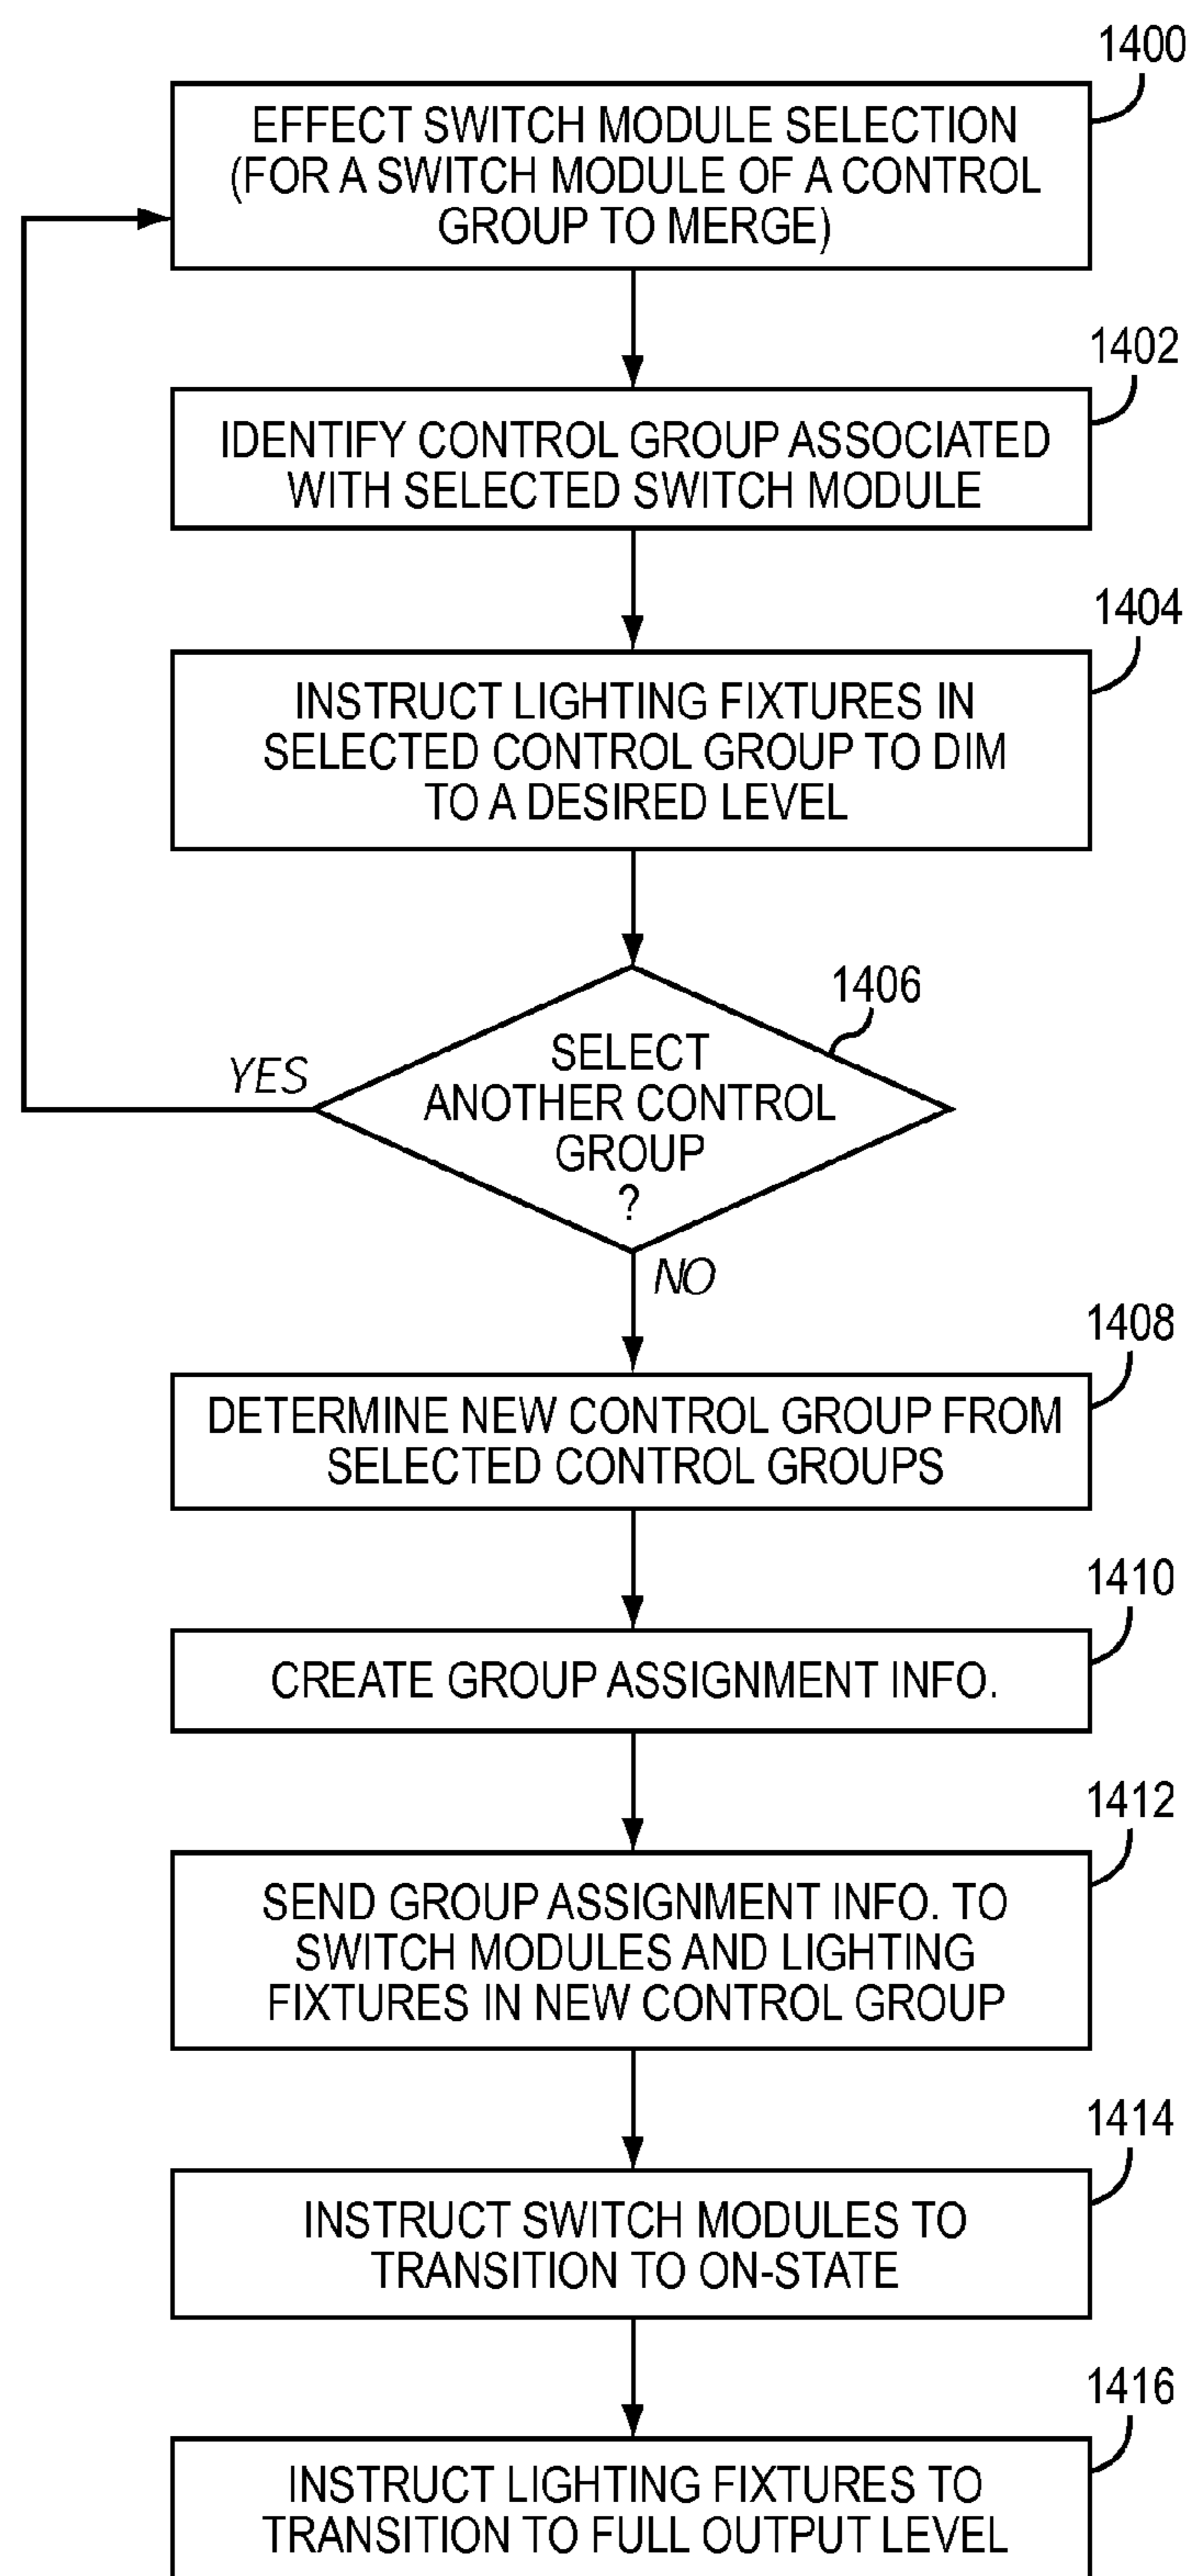 1400
EFFECT SWITCH MODULE SELECTION
(FOR A SWITCH MODULE OF A CONTROL
GROUP TO MERGE)
1402
IDENTIFY CONTROL GROUP ASSOCIATED
WITH SELECTED SWITCH MODULE
1404
INSTRUCT LIGHTING FIXTURES IN
SELECTED CONTROL GROUP TO DIM
TO A DESIRED LEVEL
1406
SELECT
ANOTHER CONTROL
GROUP
?
YES
NO
1408
DETERMINE NEW CONTROL GROUP FROM
SELECTED CONTROL GROUPS
1410
CREATE GROUP ASSIGNMENT INFO.
1412
SEND GROUP ASSIGNMENT INFO. TO
SWITCH MODULES AND LIGHTING
FIXTURES IN NEW CONTROL GROUP
1414
INSTRUCT SWITCH MODULES TO
TRANSITION TO ON-STATE
1416
INSTRUCT LIGHTING FIXTURES TO
TRANSITION TO FULL OUTPUT LEVEL